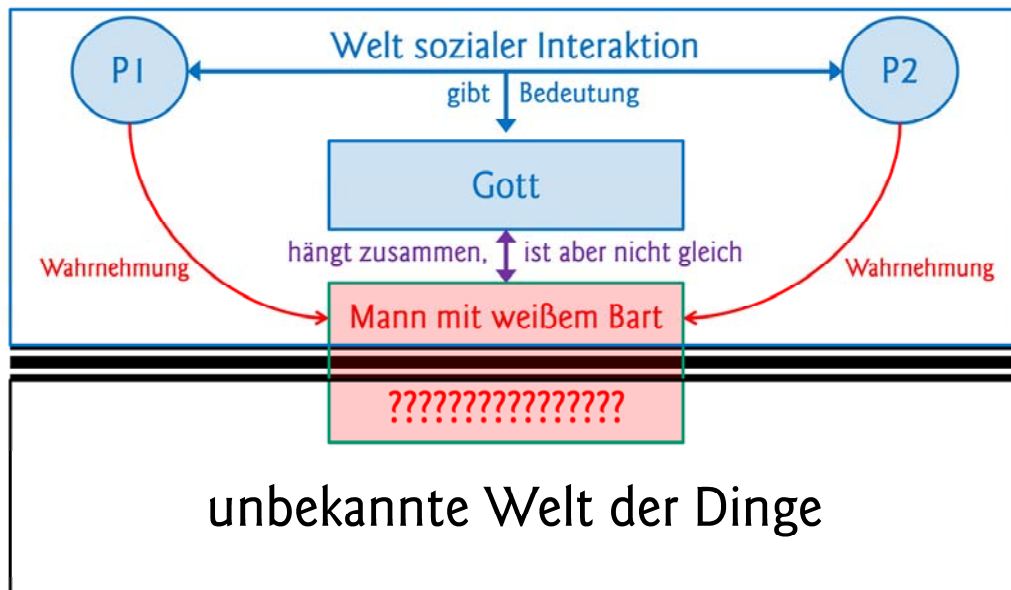 Welt sozialer Interaktion
P1 P2
gibt Bedeutung
Gott
hängt zusammen, ist aber nicht gleich
Wahrnehmung Wahrnehmung
Mann mit weißem Bart
????????????????
unbekannte Welt der Dinge